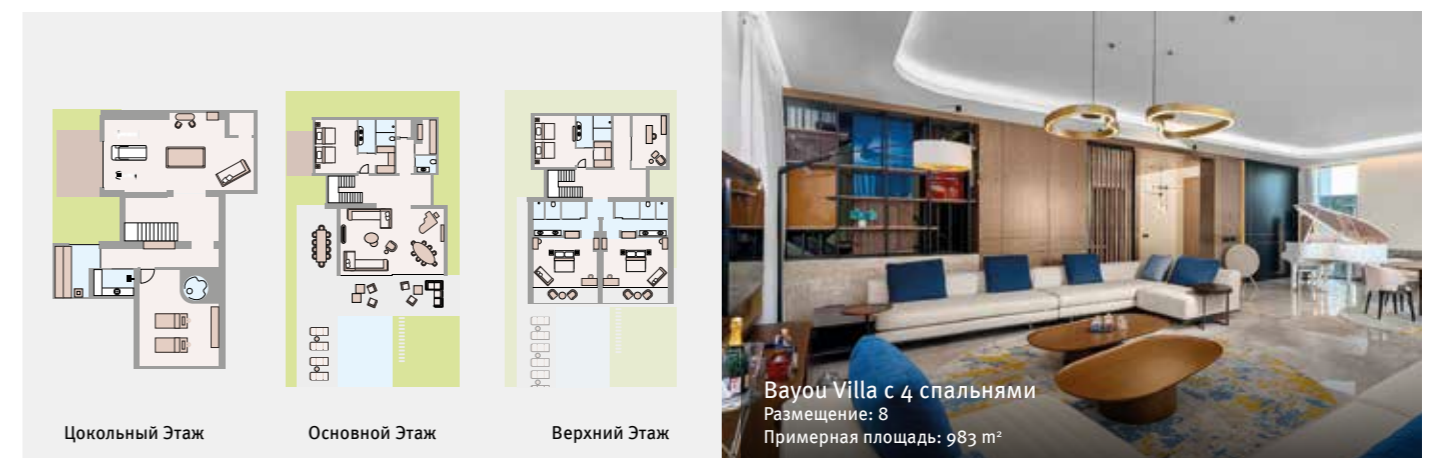 Цокольный Этаж
Основной Этаж
Верхний Этаж
Bayou Villa с 4 спальнями
Размещение: 8
Примерная площадь: 983 m²